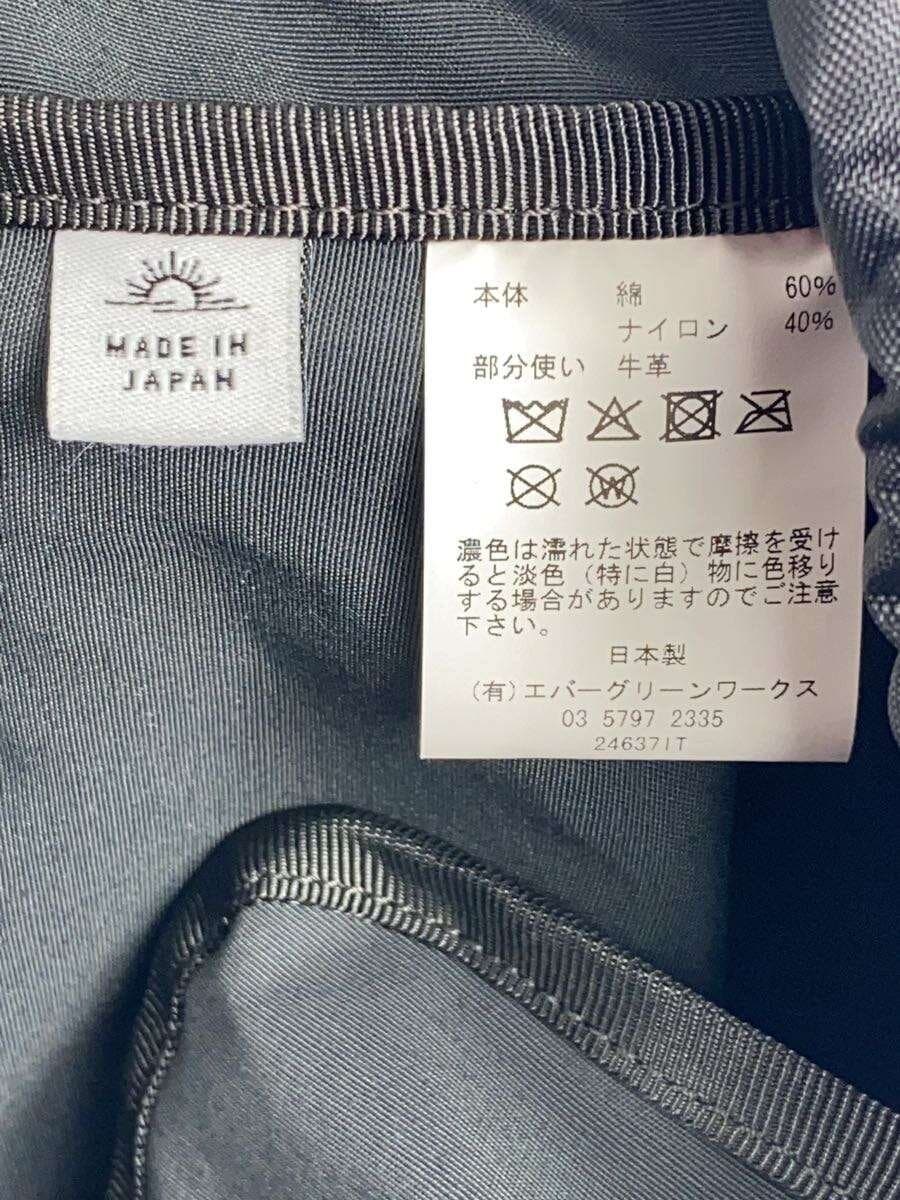 MADE IN
JAPAN
本体 綿 60%
ナイロン 40%
部分使い 牛革
W
濃色は濡れた状態で摩擦を受け
ると淡色(特に白)物に色移り
する場合がありますのでご注意
下さい。
日本製
(有)エバーグリーンワークス
03 5797 2335
246371T